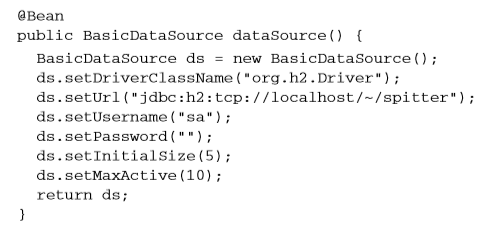 @Bean
public BasicDataSource dataSource() {
  BasicDataSource ds = new BasicDataSource();
  ds.setDriverClassName("org.h2.Driver");
  ds.setUrl("jdbc:h2:tcp://localhost/~/spitter");
  ds.setUsername("sa");
  ds.setPassword("");
  ds.setInitialSize(5);
  ds.setMaxActive(10);
  return ds;
}